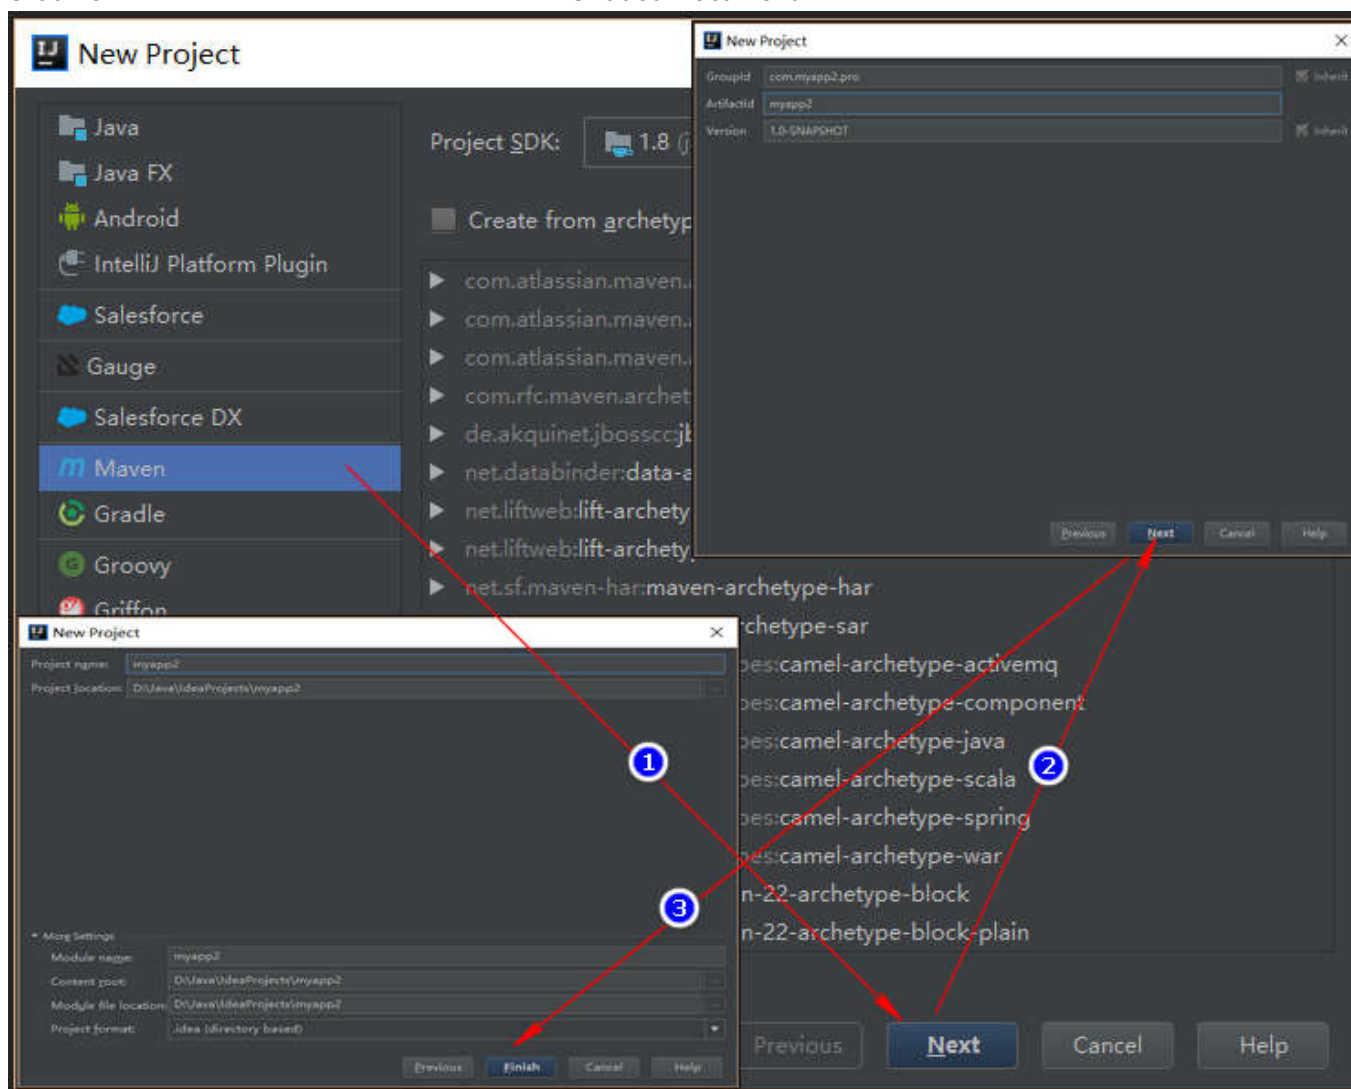 New Project
Java
Java FX
Android
IntelliJ Platform Plugin
Salesforce
Gauge
Salesforce DX
Maven
Gradle
Groovy
Griffon
Project SDK:
1.8
Create from archetyp
com.atlassian.maven.
com.atlassian.maven.
com.atlassian.maven.
com.rfc.maven.archet
de.akquinet.jbosscc:jb
net.databinder:data-a
net.liftweb:lift-archety
net.liftweb:lift-archety
net.sf.maven-har:maven-archetype-har
rchetype-sar
pes:camel-archetype-activemq
pes:camel-archetype-component
pes:camel-archetype-java
pes:camel-archetype-scala
pes:camel-archetype-spring
pes:camel-archetype-war
n-22-archetype-block
n-22-archetype-block-plain
Previous
Next
Cancel
Help
New Project
GroupId com.myapp2.pro Inherit
ArtifactId myapp2
Version 1.0-SNAPSHOT Inherit
Previous Next Cancel Help
New Project
Project name: myapp2
Project location: D:\Java\IdeaProjects\myapp2
More Settings
Module name: myapp2
Content root: D:\Java\IdeaProjects\myapp2
Module file location: D:\Java\IdeaProjects\myapp2
Project format: .idea (directory based)
Previous Finish Cancel Help
1
2
3